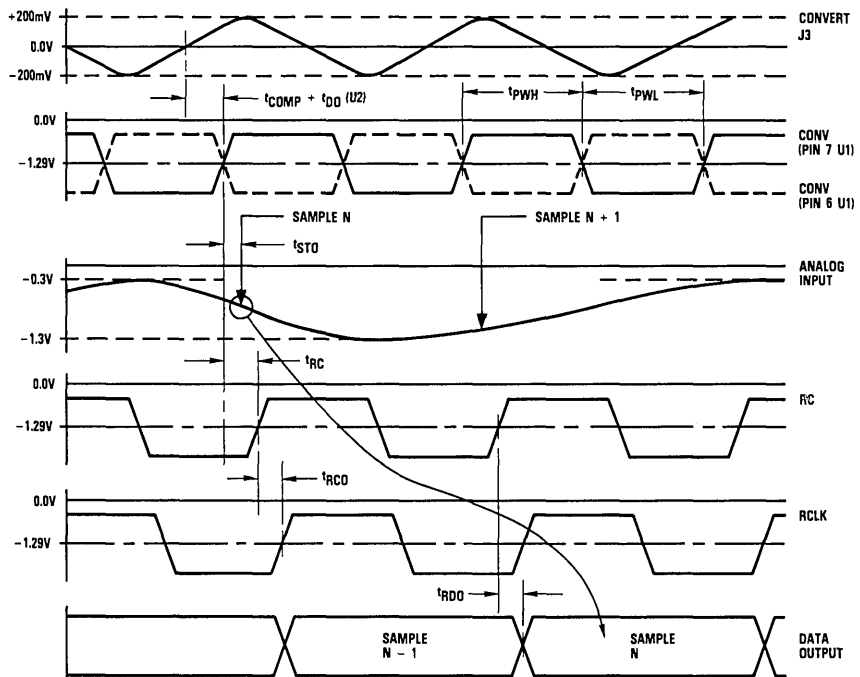 +200mV
0.0V
-200mV
CONVERT
J3
tCOMP + tDO (U2)
tPWH
tPWL
0.0V
-1.29V
CONV
(PIN 7 U1)
CONV
(PIN 6 U1)
SAMPLE N
SAMPLE N + 1
tSTO
ANALOG
INPUT
-0.3V
-1.3V
tRC
0.0V
-1.29V
RC
tRCO
0.0V
-1.29V
RCLK
tRDO
SAMPLE
N - 1
SAMPLE
N
DATA
OUTPUT